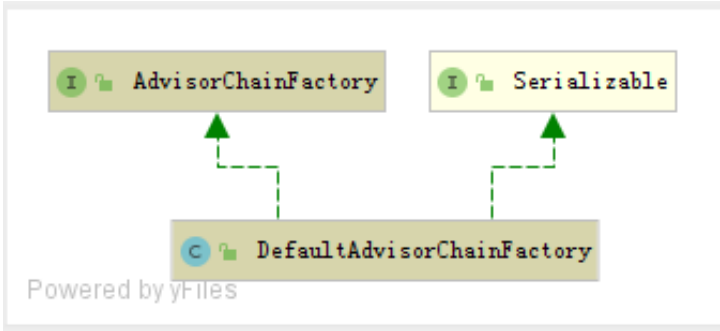 I AdvisorChainFactory
I Serializable
C DefaultAdvisorChainFactory
Powered by yFiles